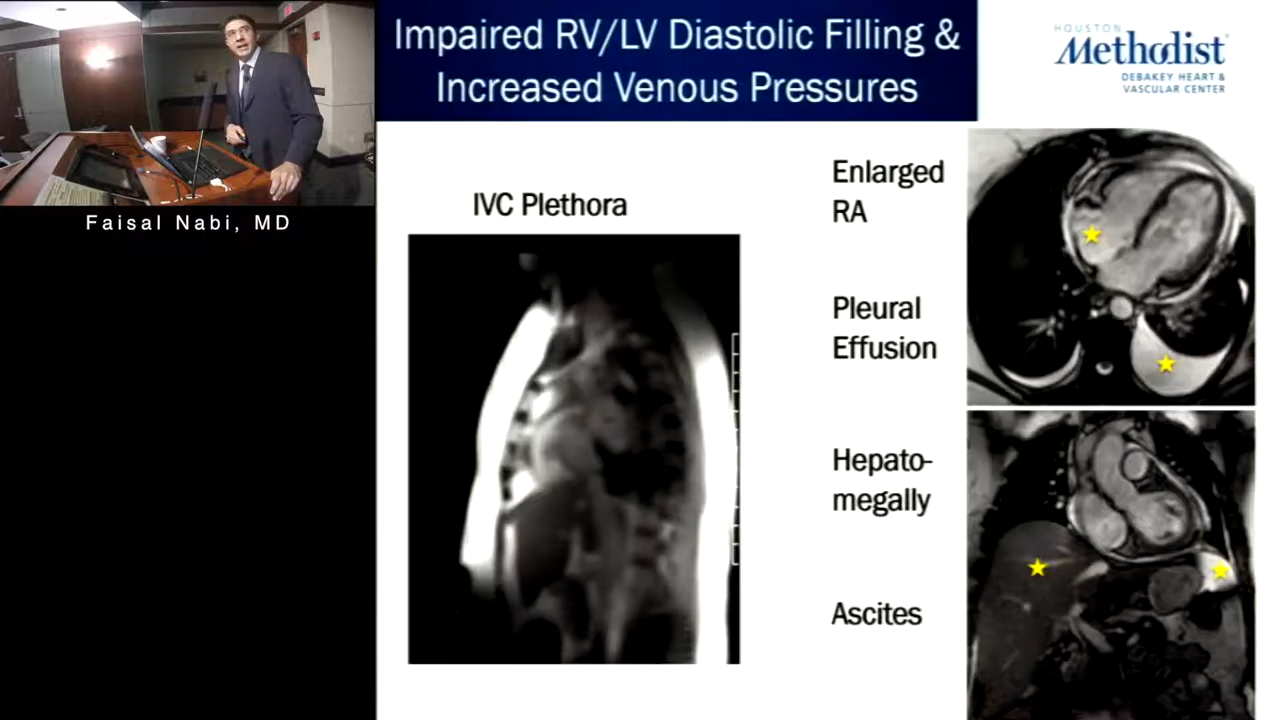 Impaired RV/LV Diastolic Filling &
Increased Venous Pressures
HOUSTON
Methodist
DEBAKEY HEART &
VASCULAR CENTER
Faisal Nabi, MD
IVC Plethora
Enlarged
RA
Pleural
Effusion
Hepato-
megally
Ascites